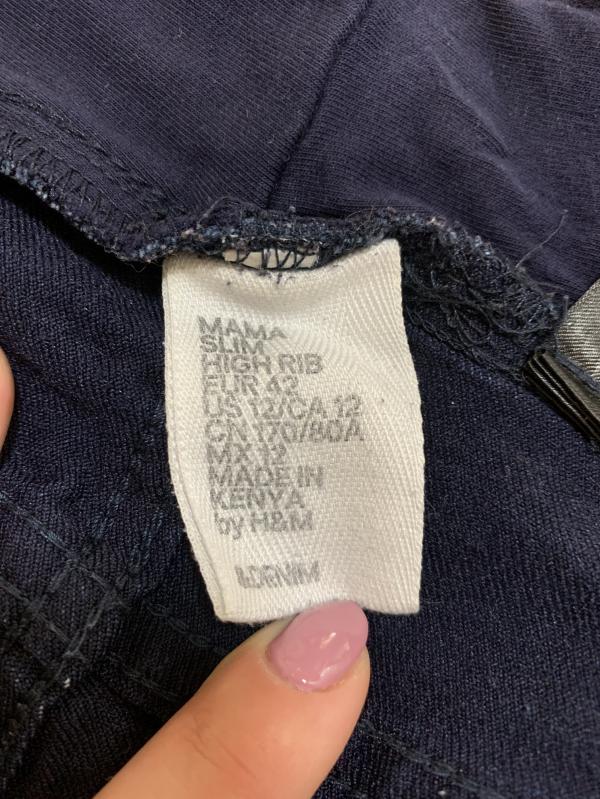 MAMA
SLIM
HIGH RIB
EUR 42
US 12/CA 12
CN 170/80A
MX 12
MADE IN
KENYA
by H&M
&DENIM